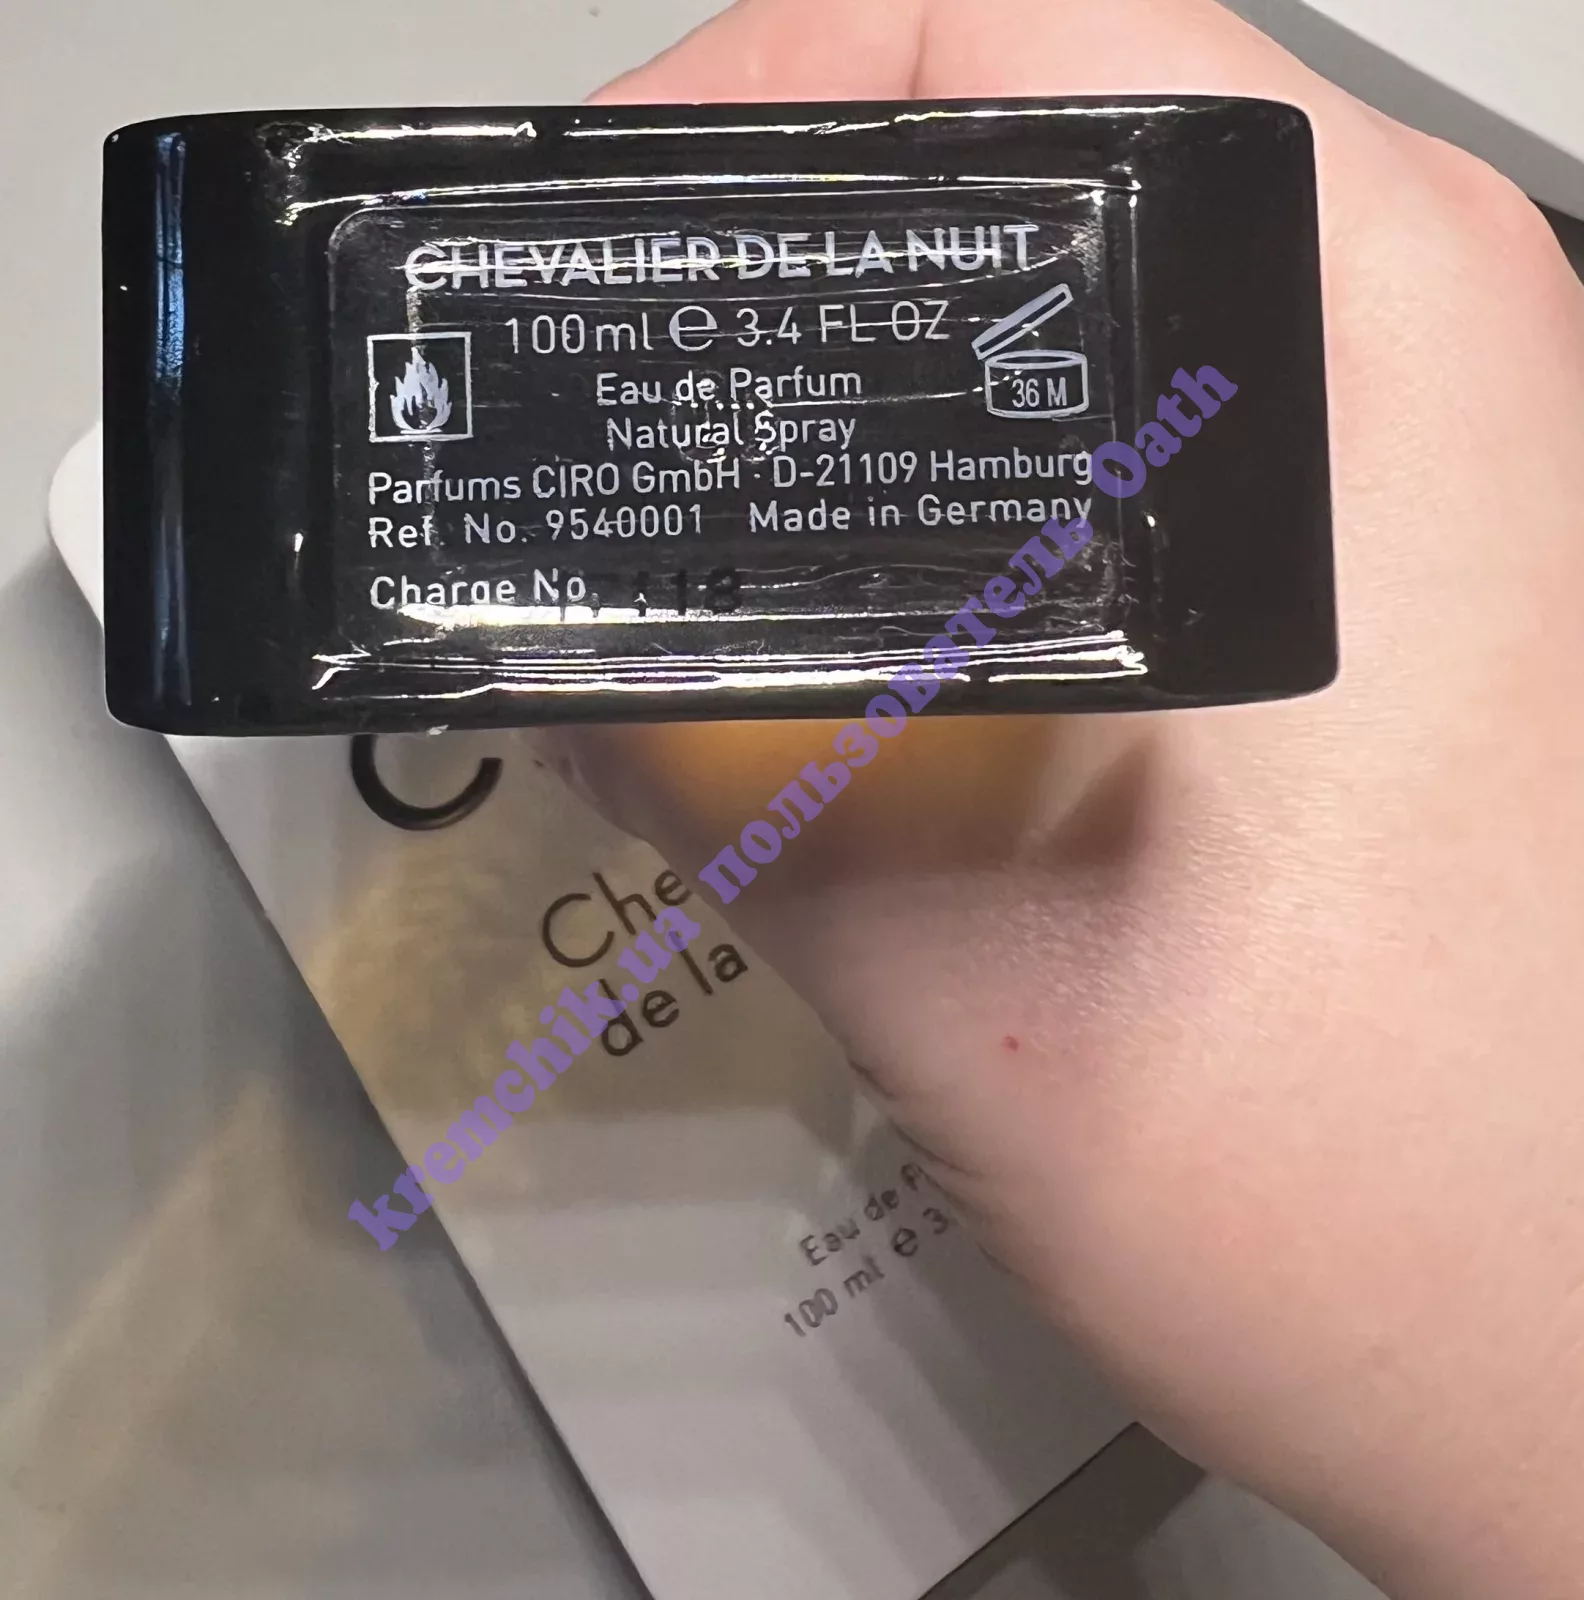 CHEVALIER DE LA NUIT
100ml e 3.4 FL OZ
Eau de Parfum
Natural Spray
36 M
Parfums CIRO GmbH · D-21109 Hamburg
Ref. No. 9540001 Made in Germany
Charge No.
C
Che
de la
Eau de
100 ml e 3.
kremchik.ua пользователь Oath